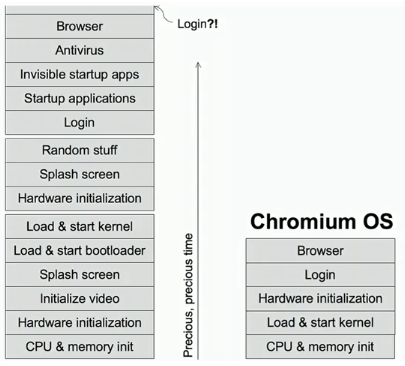 Login?!
Browser
Antivirus
Invisible startup apps
Startup applications
Login
Random stuff
Splash screen
Hardware initialization
Load & start kernel
Load & start bootloader
Splash screen
Initialize video
Hardware initialization
CPU & memory init
Precious, precious time
Chromium OS
Browser
Login
Hardware initialization
Load & start kernel
CPU & memory init